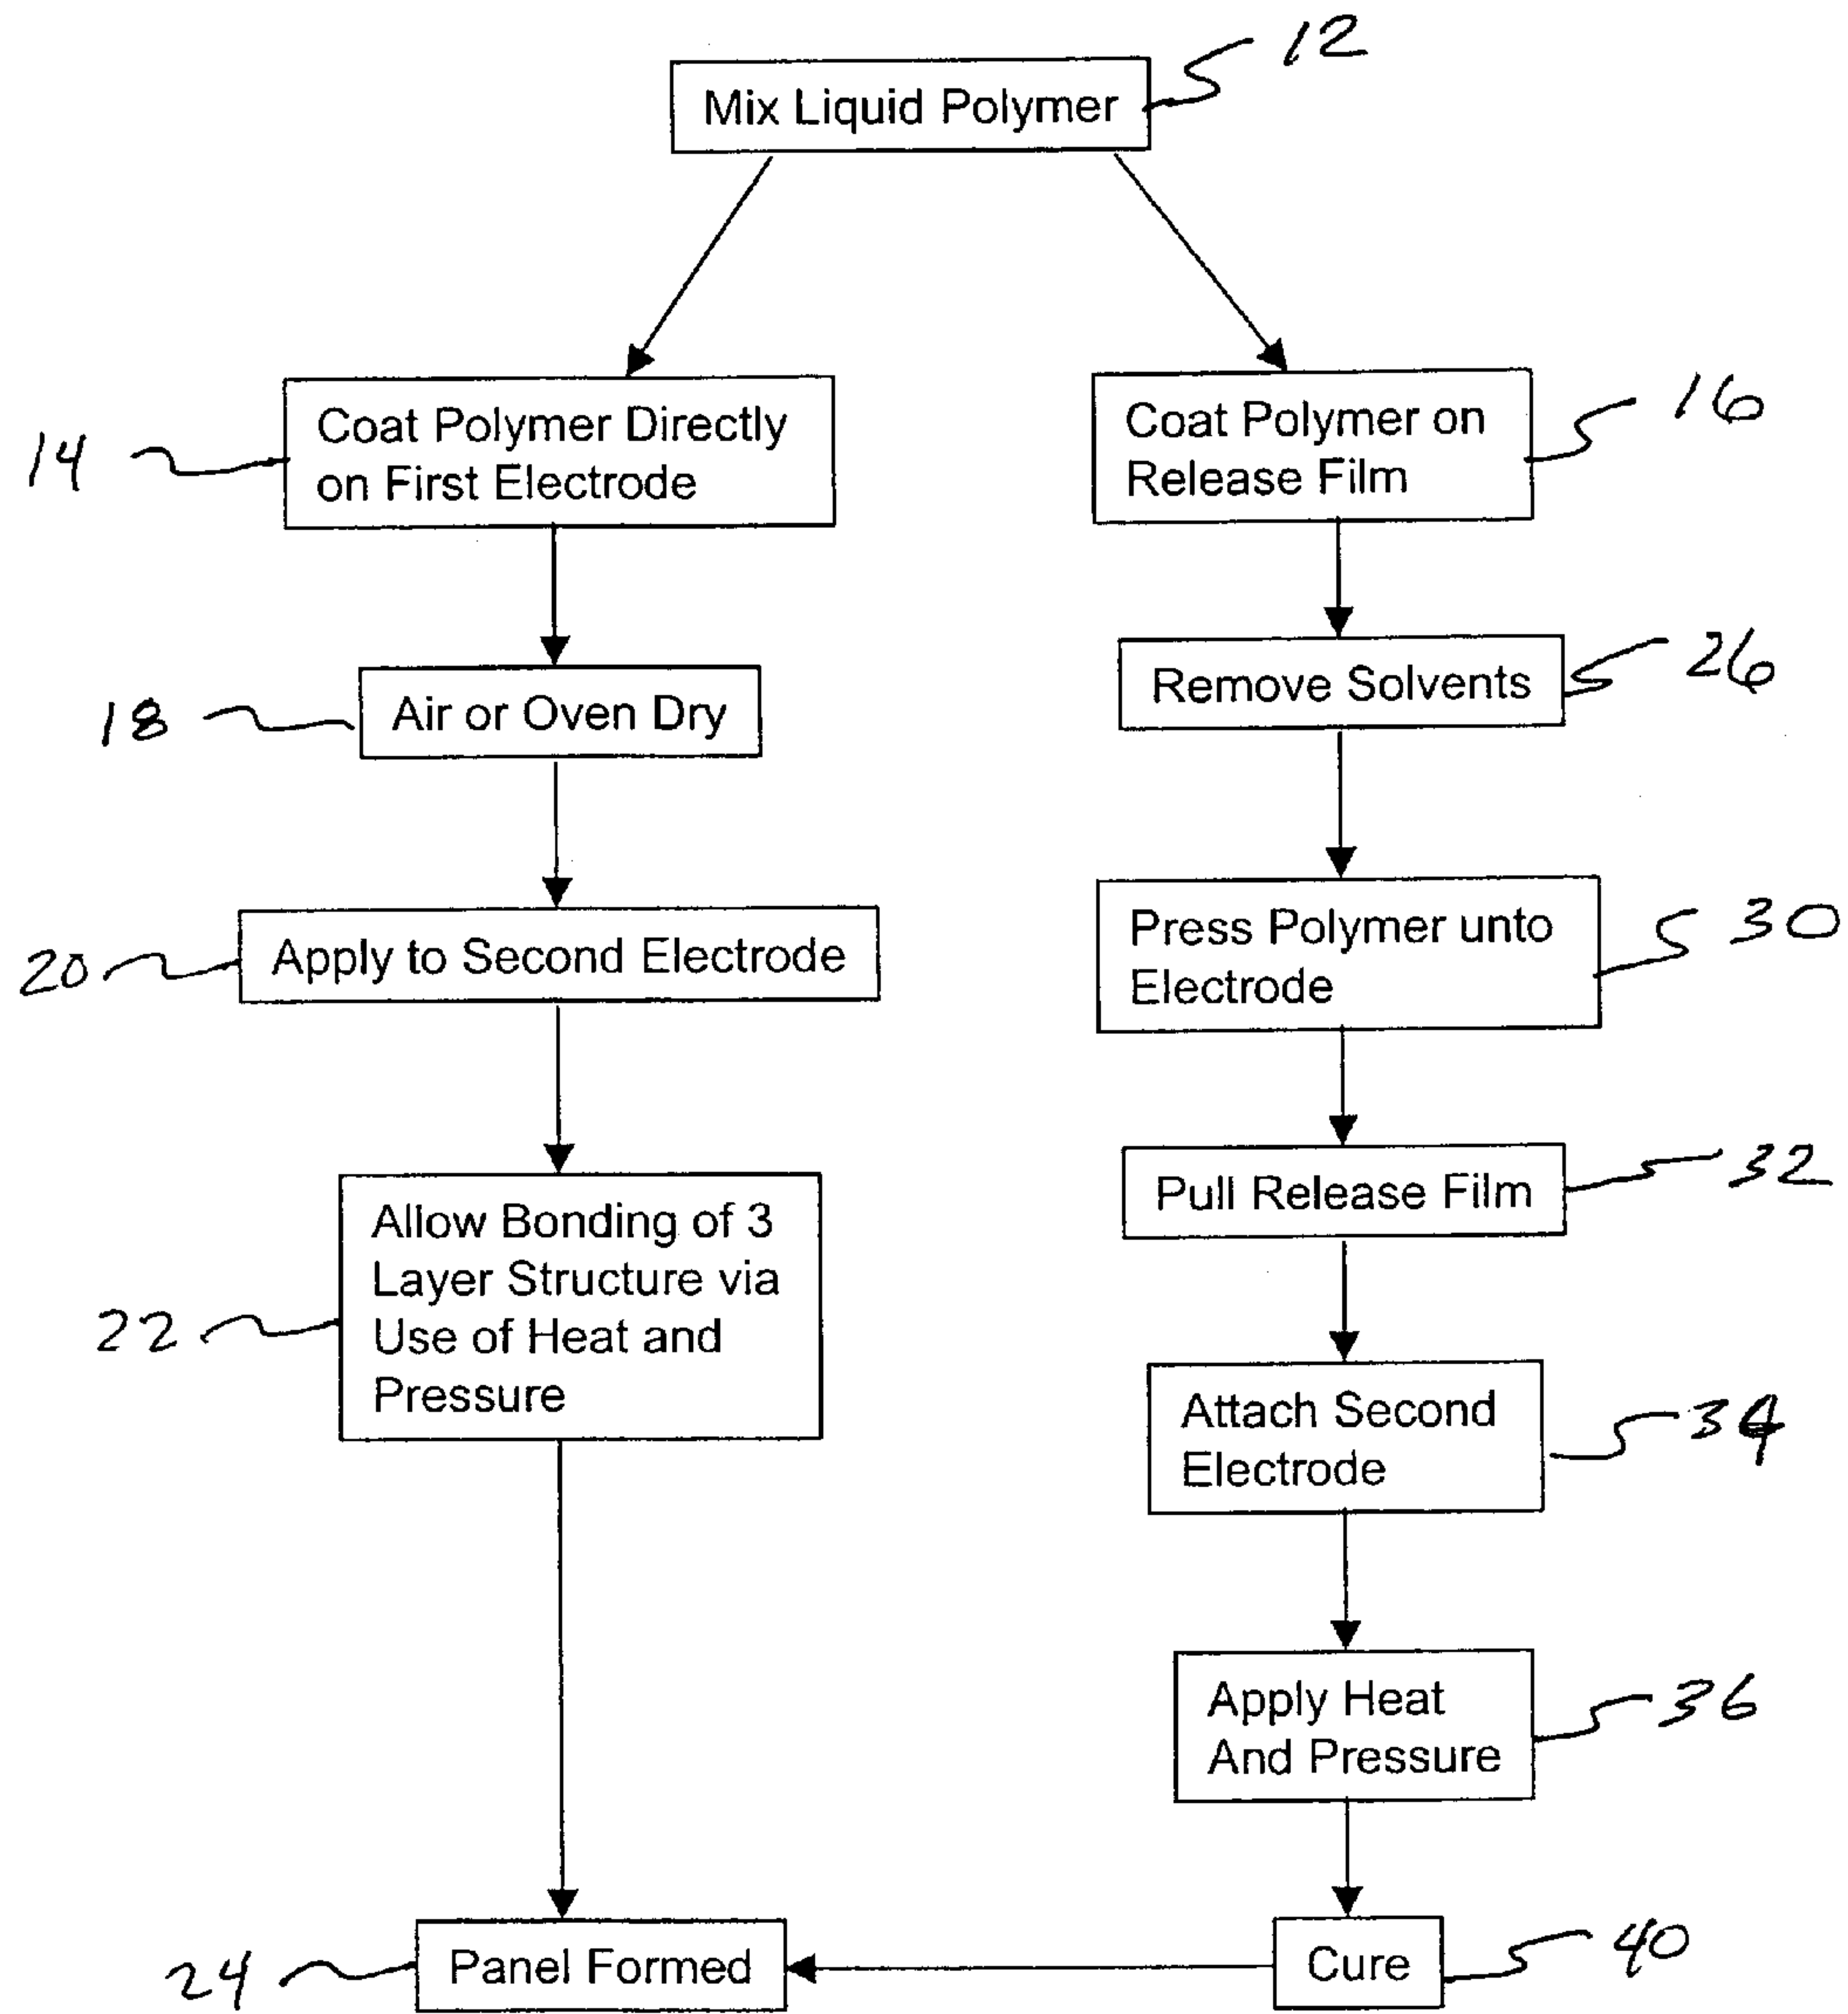 12
Mix Liquid Polymer
14
Coat Polymer Directly
on First Electrode
18
Air or Oven Dry
20
Apply to Second Electrode
22
Allow Bonding of 3
Layer Structure via
Use of Heat and
Pressure
24
Panel Formed
16
Coat Polymer on
Release Film
26
Remove Solvents
30
Press Polymer unto
Electrode
32
Pull Release Film
34
Attach Second
Electrode
36
Apply Heat
And Pressure
40
Cure